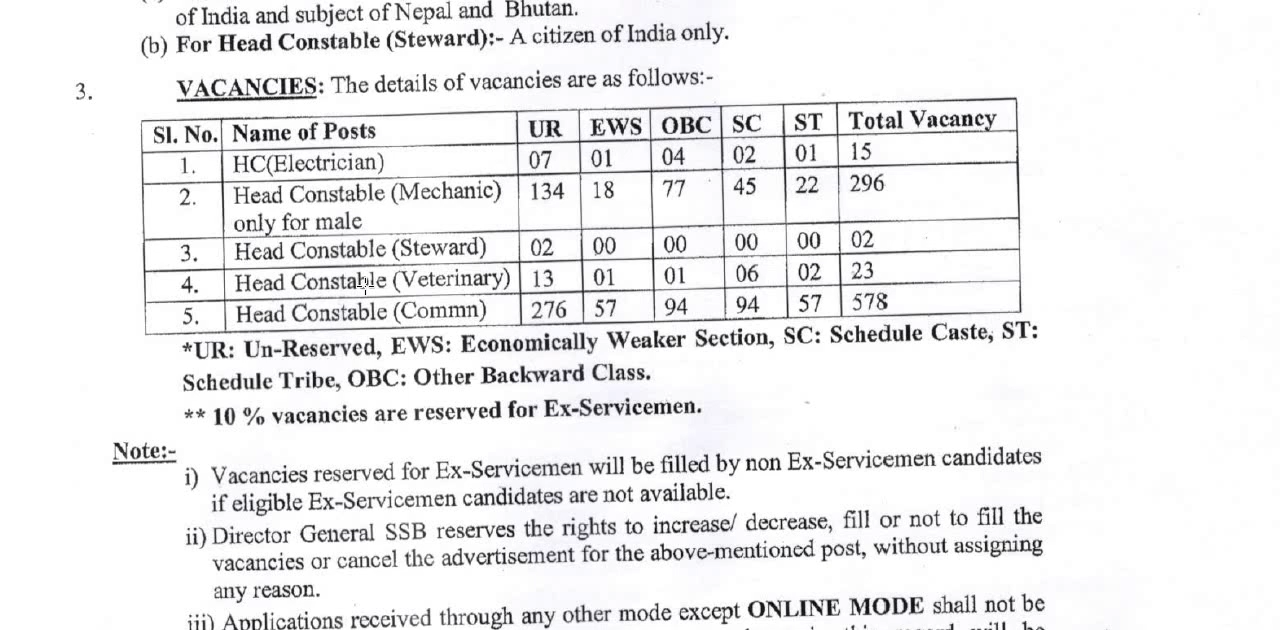 of India and subject of Nepal and Bhutan.
(b) For Head Constable (Steward):- A citizen of India only.
3. VACANCIES: The details of vacancies are as follows:-
Sl. No. Name of Posts UR EWS OBC SC ST Total Vacancy
1. HC(Electrician) 07 01 04 02 01 15
2. Head Constable (Mechanic) 134 18 77 45 22 296
only for male
3. Head Constable (Steward) 02 00 00 00 00 02
4. Head Constable (Veterinary) 13 01 01 06 02 23
5. Head Constable (Commn) 276 57 94 94 57 578
*UR: Un-Reserved, EWS: Economically Weaker Section, SC: Schedule Caste, ST:
Schedule Tribe, OBC: Other Backward Class.
** 10 % vacancies are reserved for Ex-Servicemen.
Note:-
i) Vacancies reserved for Ex-Servicemen will be filled by non Ex-Servicemen candidates
if eligible Ex-Servicemen candidates are not available.
ii) Director General SSB reserves the rights to increase/ decrease, fill or not to fill the
vacancies or cancel the advertisement for the above-mentioned post, without assigning
any reason.
iii) Applications received through any other mode except ONLINE MODE shall not be